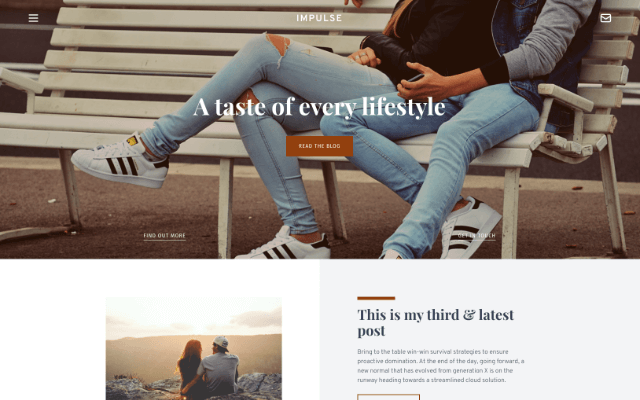 IMPULSE
A taste of every lifestyle
READ THE BLOG
FIND OUT MORE
GET IN TOUCH
This is my third & latest
post
Bring to the table win-win survival strategies to ensure
proactive domination. At the end of the day, going forward, a
new normal that has evolved from generation X is on the
runway heading towards a streamlined cloud solution.